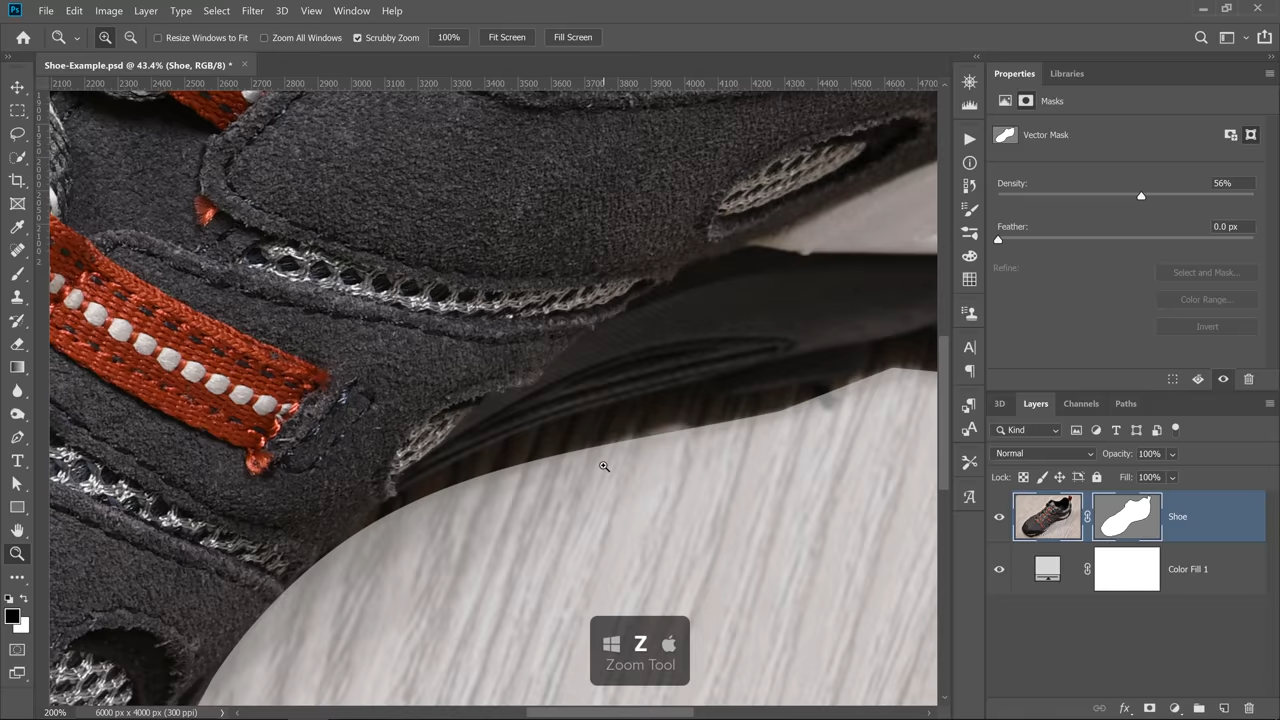 Ps File Edit Image Layer Type Select Filter 3D View Window Help
Resize Windows to Fit Zoom All Windows Scrubby Zoom 100% Fit Screen Fill Screen
Shoe-Example.psd @ 43.4% (Shoe, RGB/8) *
2100 2500 2600 2700 2800 2900 3000 3100 3200 3300 3400 3500 3600 3700 3800 3900 4000 4100 4200 4300 4400 4500 4600 4700
Properties Libraries
Masks
Vector Mask
Density: 56%
Feather: 0.0 px
Refine: Select and Mask...
Color Range...
Invert
3D Layers Channels Paths
Kind
Normal Opacity: 100%
Lock: Fill: 100%
Shoe
Color Fill 1
Z
Zoom Tool
200% 6000 px x 4000 px (300 ppi)